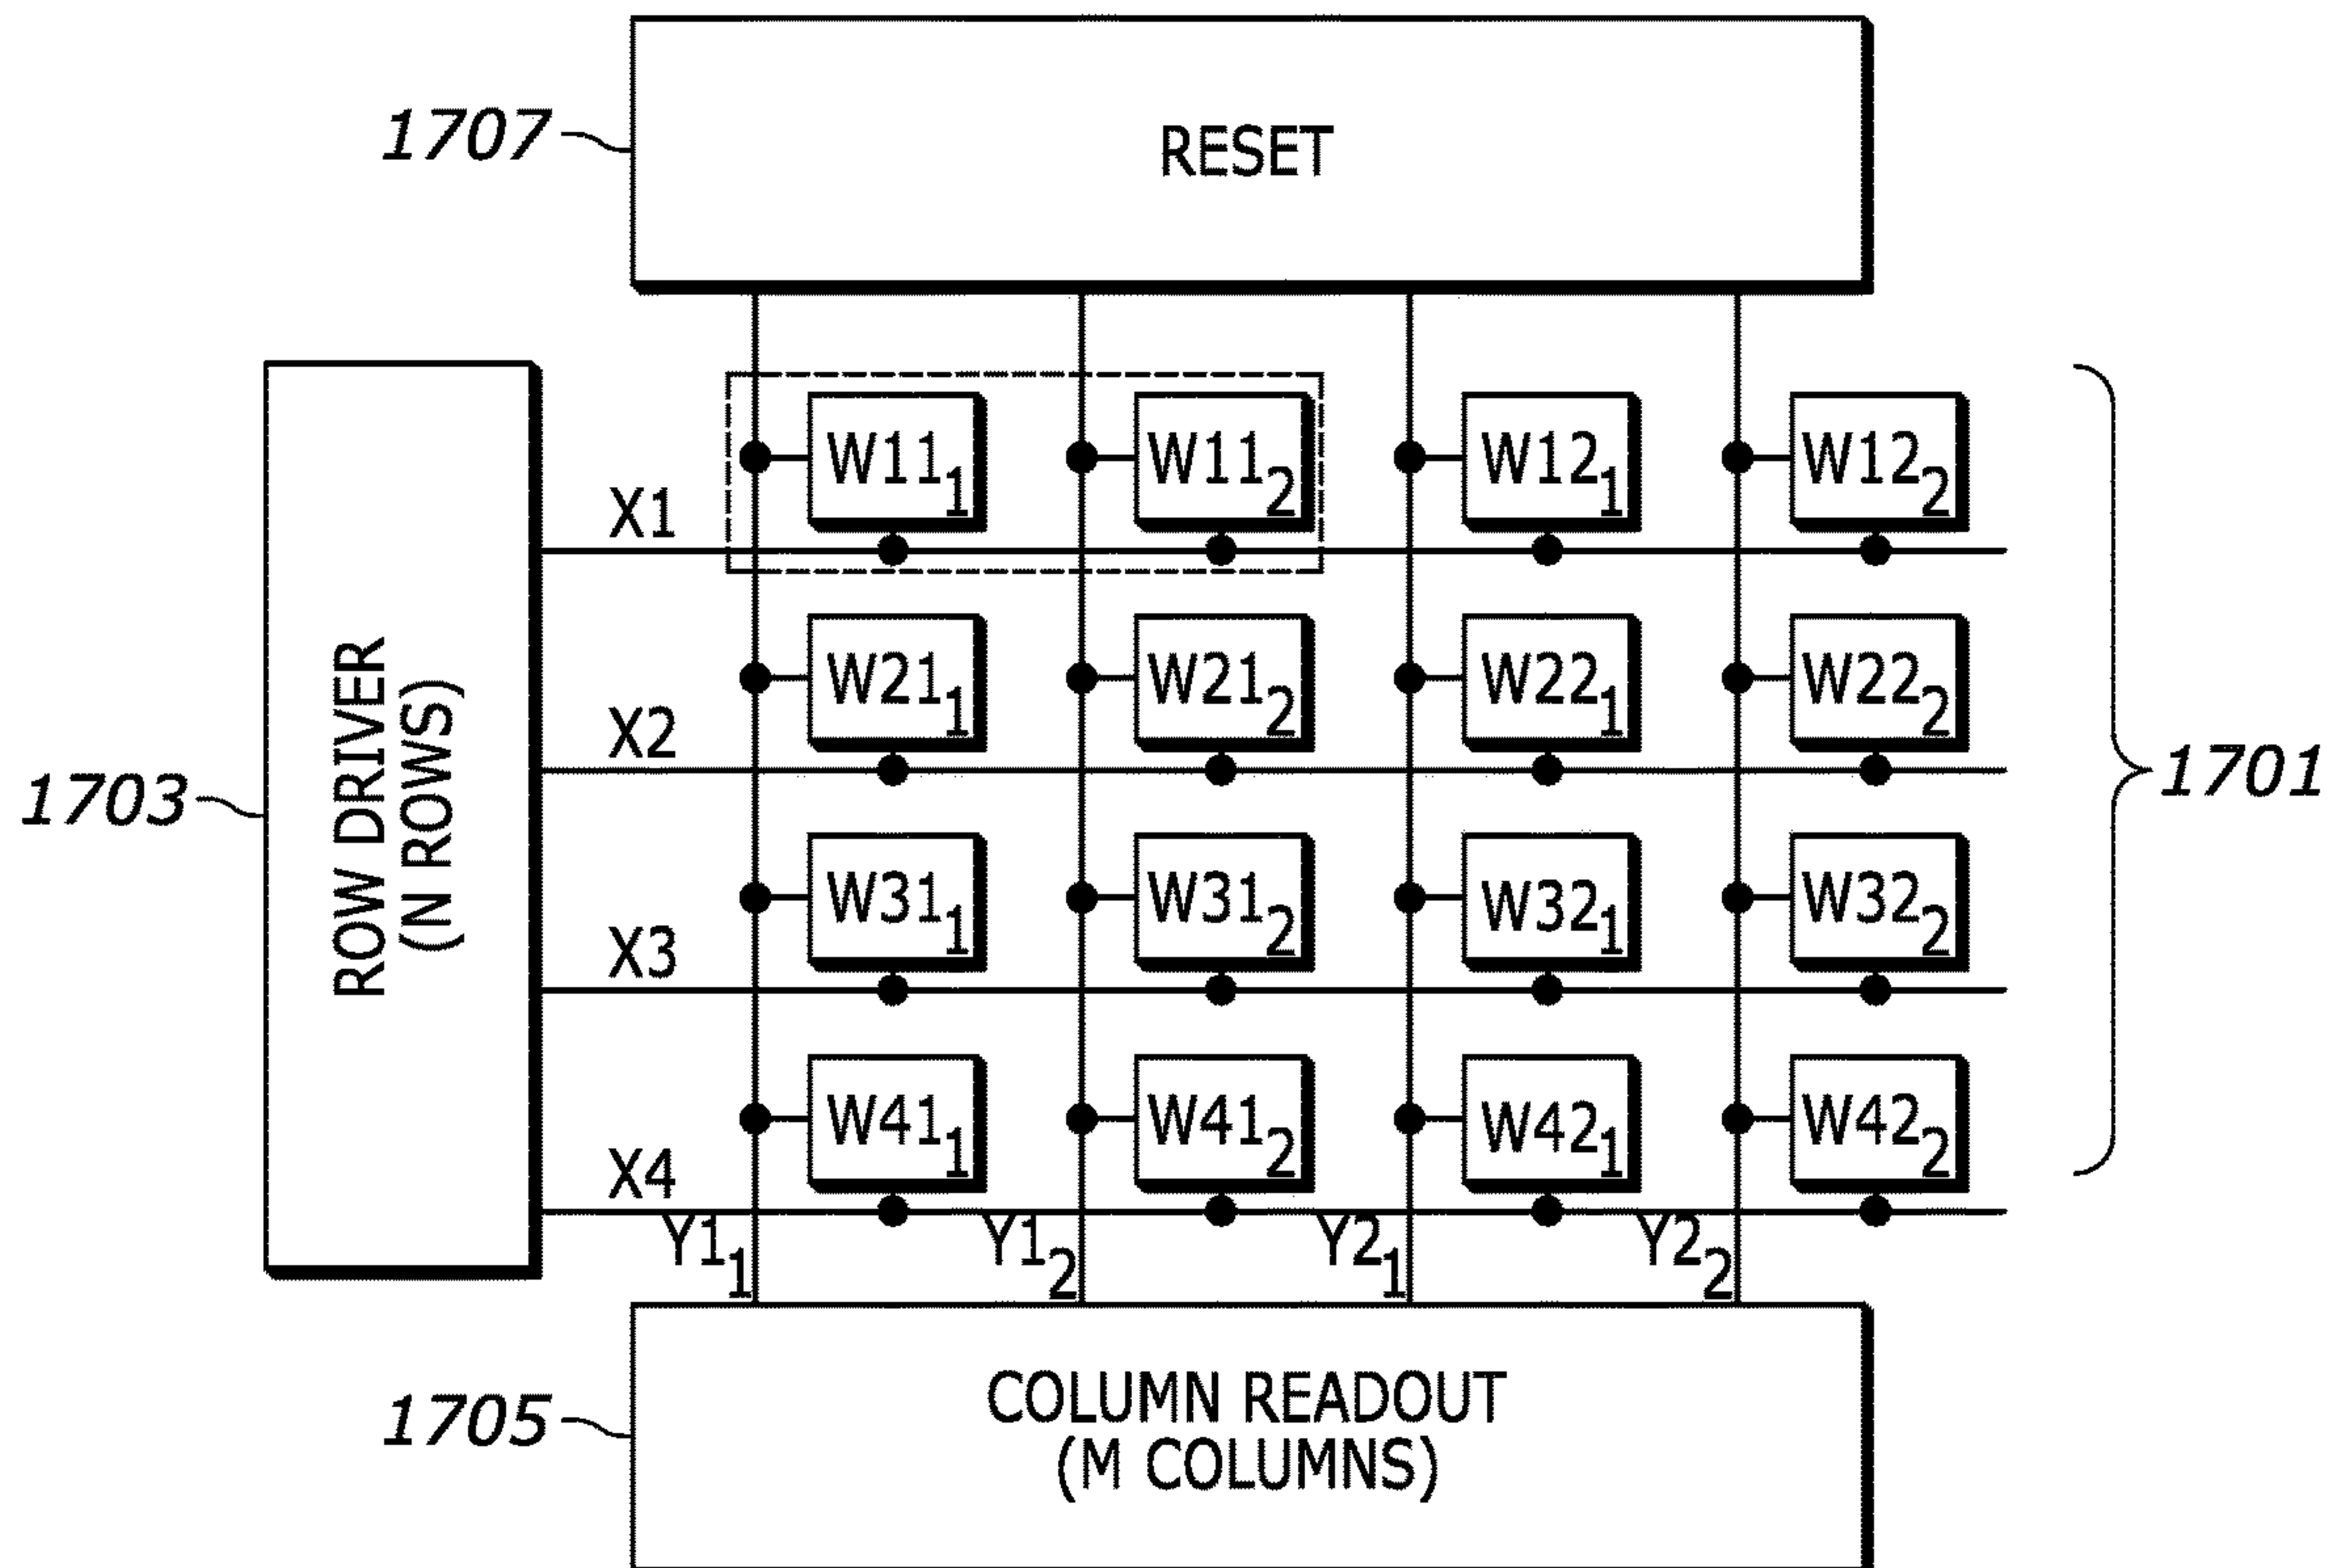 1707
RESET
W11₁ W11₂ W12₁ W12₂
X1
W21₁ W21₂ W22₁ W22₂
X2
1703
ROW DRIVER
(N ROWS)
1701
W31₁ W31₂ W32₁ W32₂
X3
W41₁ W41₂ W42₁ W42₂
X4
Y1₁ Y1₂ Y2₁ Y2₂
1705
COLUMN READOUT
(M COLUMNS)